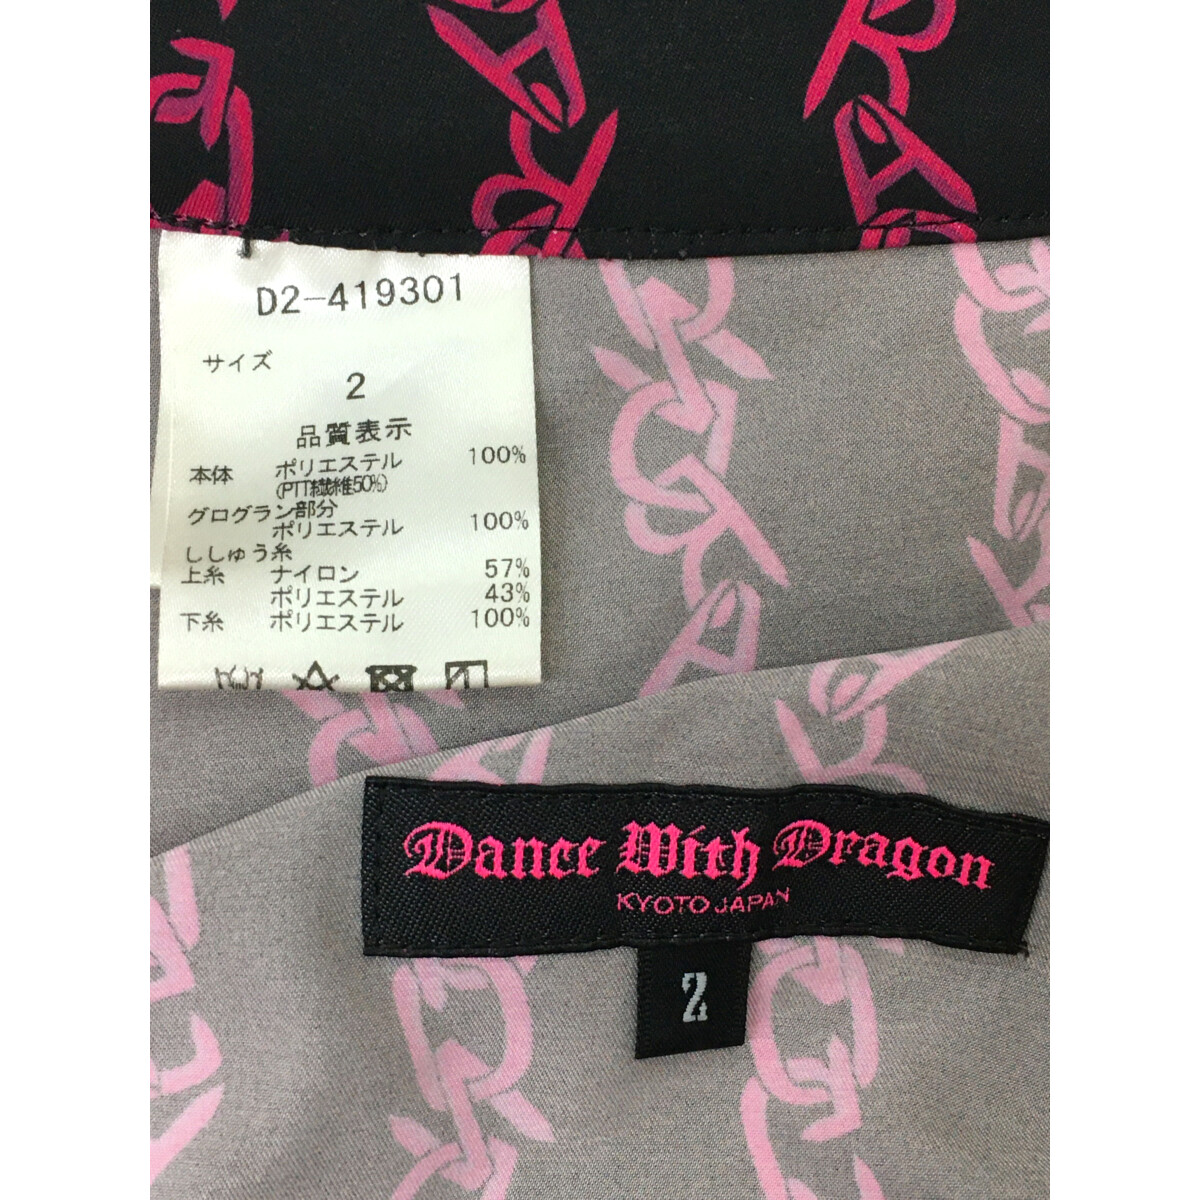 D2-419301
サイズ
2
品質表示
本体 ポリエステル 100%
(PTT繊維50%)
グログラン部分
ポリエステル 100%
ししゅう糸
上糸 ナイロン 57%
ポリエステル 43%
下糸 ポリエステル 100%
Dance With Dragon
KYOTO JAPAN
2